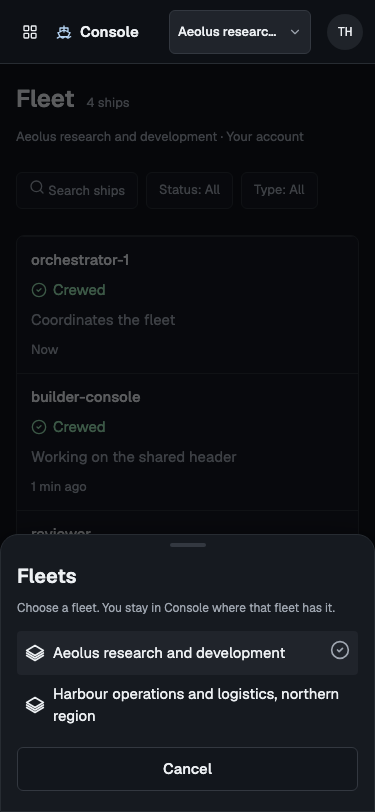 Console
Aeolus researc...
TH
Fleet 4 ships
Aeolus research and development · Your account
Search ships
Status: All
Type: All
orchestrator-1
Crewed
Coordinates the fleet
Now
builder-console
Crewed
Working on the shared header
1 min ago
reviewer
Fleets
Choose a fleet. You stay in Console where that fleet has it.
Aeolus research and development
Harbour operations and logistics, northern
region
Cancel